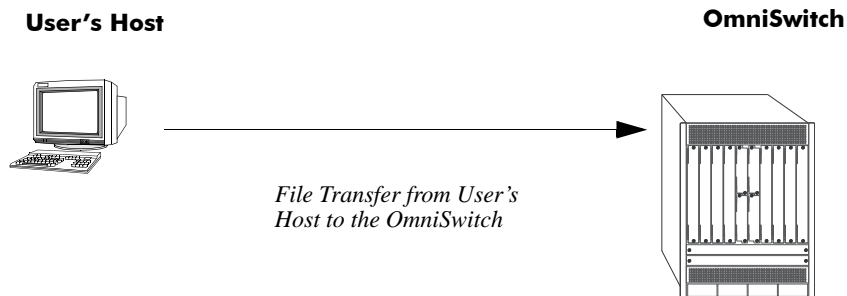 User's Host
OmniSwitch
File Transfer from User's
Host to the OmniSwitch